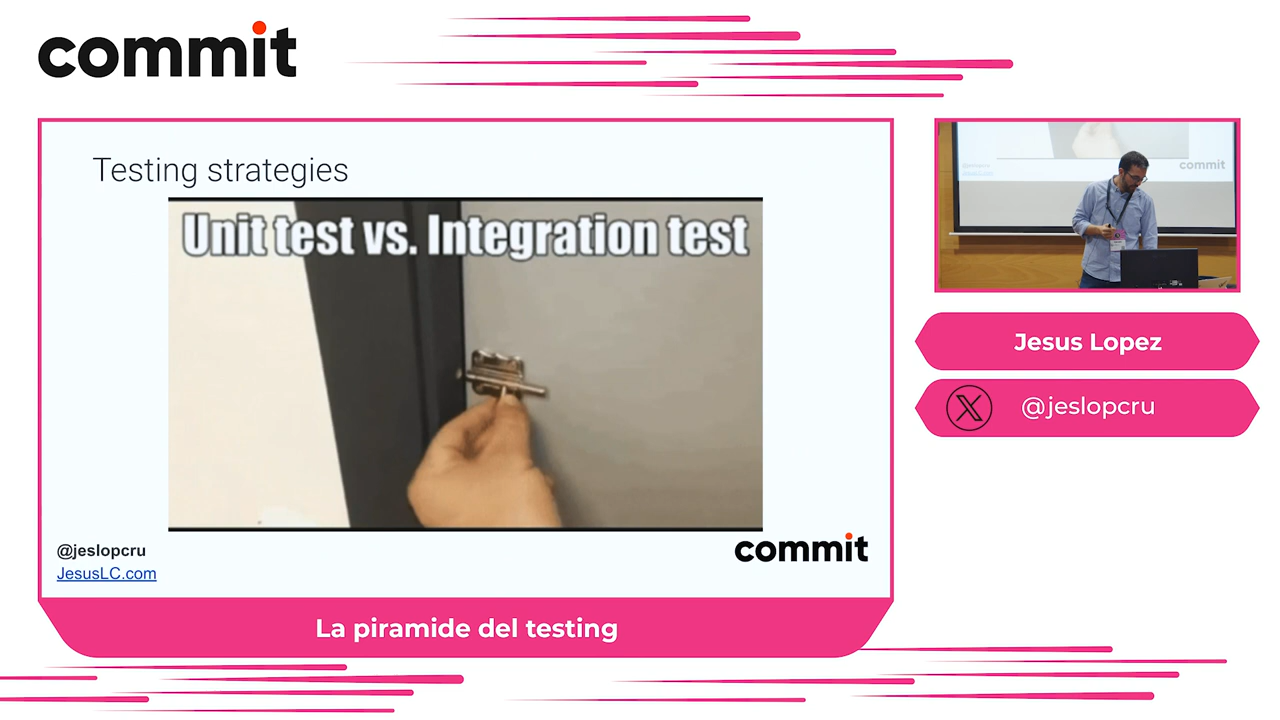 commit
Testing strategies
Unit test vs. Integration test
@jeslopcru
JesusLC.com
commit
La piramide del testing
commit
Jesus Lopez
@jeslopcru